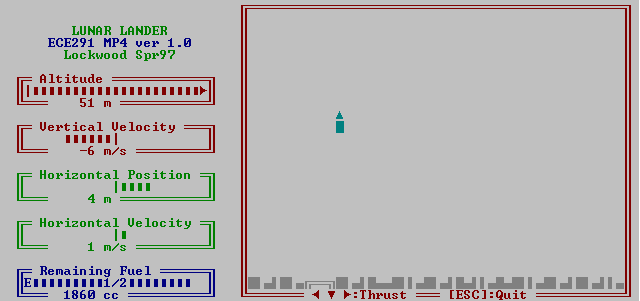 LUNAR LANDER
ECE291 MP4 ver 1.0
Lockwood Spr97
Altitude
51 m
Vertical Velocity
-6 m/s
Horizontal Position
4 m
Horizontal Velocity
1 m/s
Remaining Fuel
E 1/2
1860 cc
◄ ▼ ►:Thrust [ESC]:Quit